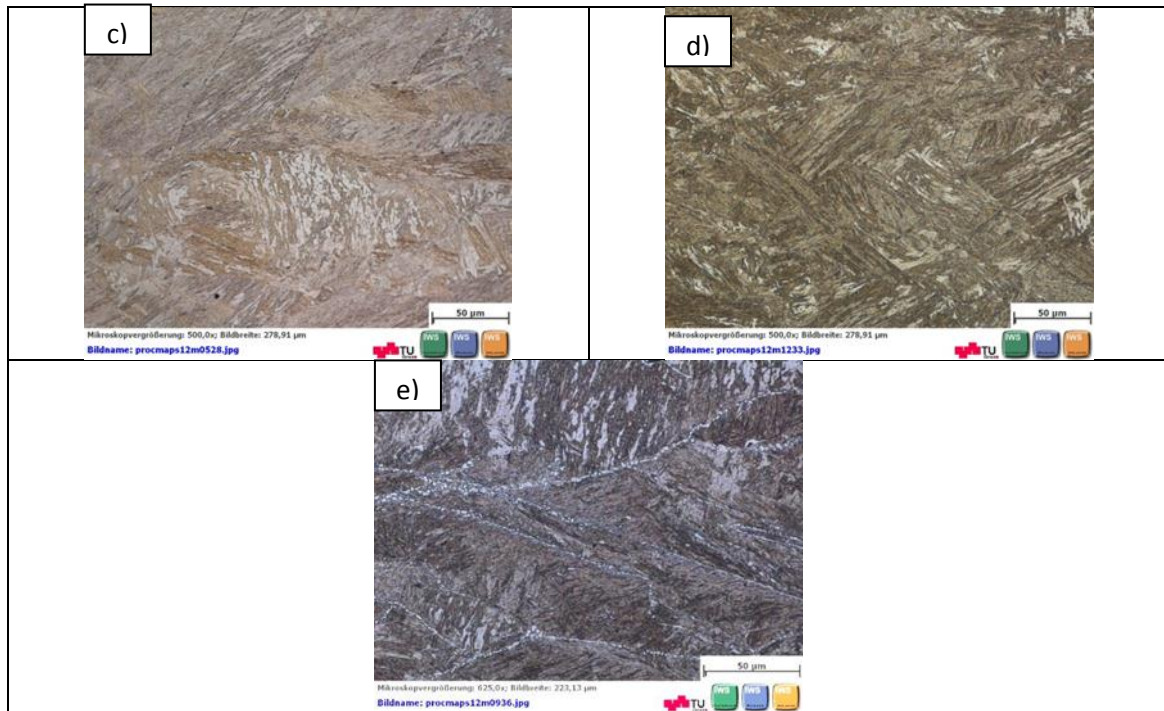 c)
50 µm
Mikroskopvergrößerung: 500,0x; Bildbreite: 278,91 µm
Bildname: procmaps12m0528.jpg
TU
IWS
IWS
IWS
d)
50 µm
Mikroskopvergrößerung: 500,0x; Bildbreite: 278,91 µm
Bildname: procmaps12m1233.jpg
TU
IWS
IWS
IWS
e)
50 µm
Mikroskopvergrößerung: 625,0x; Bildbreite: 223,13 µm
Bildname: procmaps12m0936.jpg
TU
IWS
IWS
IWS